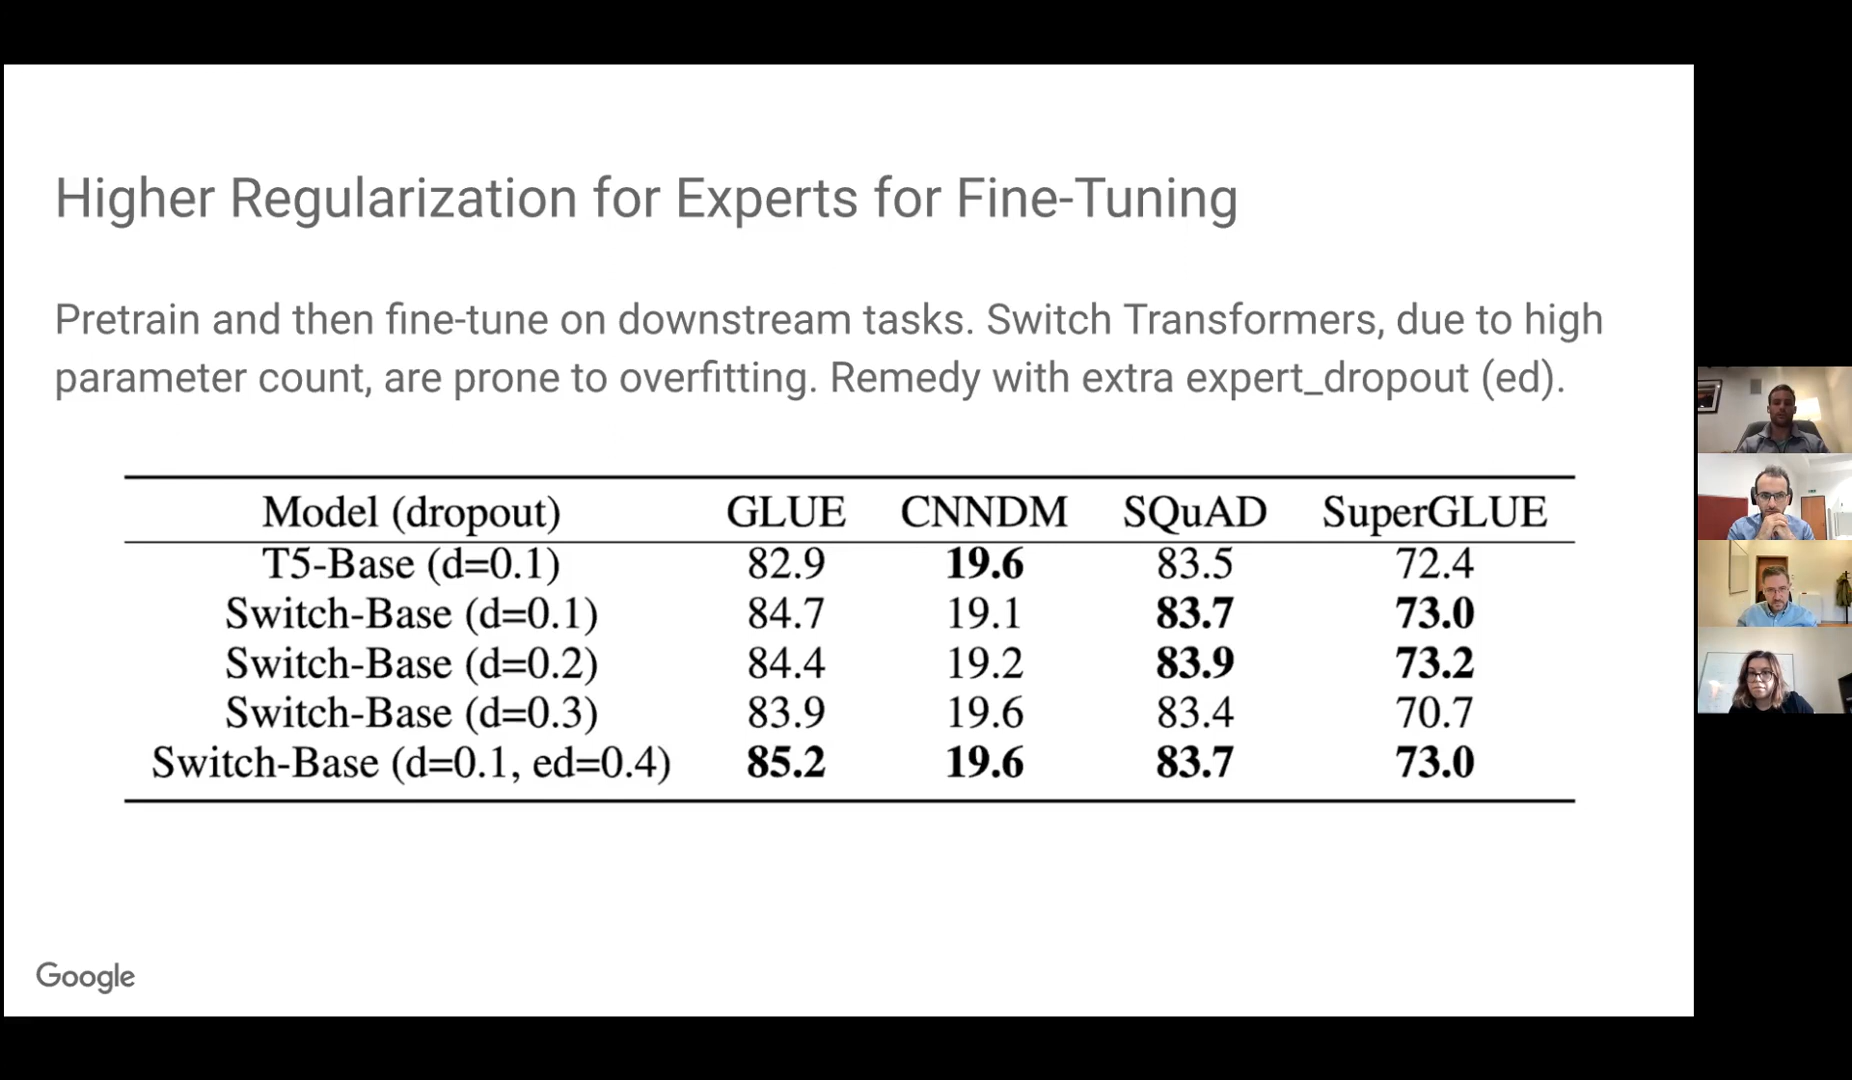 Higher Regularization for Experts for Fine-Tuning
Pretrain and then fine-tune on downstream tasks. Switch Transformers, due to high
parameter count, are prone to overfitting. Remedy with extra expert_dropout (ed).
Model (dropout) GLUE CNNDM SQuAD SuperGLUE
T5-Base (d=0.1) 82.9 19.6 83.5 72.4
Switch-Base (d=0.1) 84.7 19.1 83.7 73.0
Switch-Base (d=0.2) 84.4 19.2 83.9 73.2
Switch-Base (d=0.3) 83.9 19.6 83.4 70.7
Switch-Base (d=0.1, ed=0.4) 85.2 19.6 83.7 73.0
Google